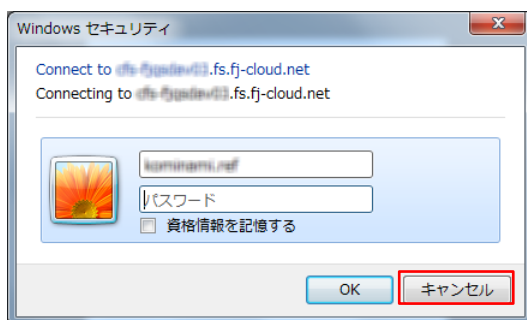 Windows セキュリティ
Connect to .fs.fj-cloud.net
Connecting to .fs.fj-cloud.net
パスワード
資格情報を記憶する
OK
キャンセル